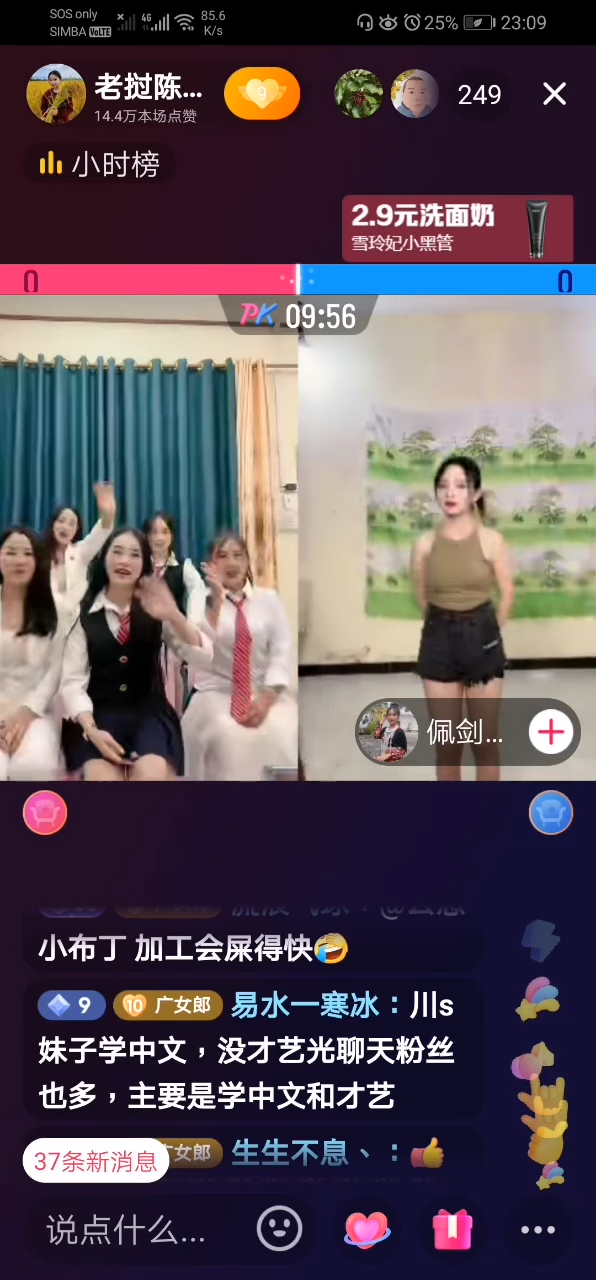 SOS only
SIMBA VoLTE
4G
85.6
K/s
25%
23:09
老挝陈...
14.4万本场点赞
9
249
小时榜
2.9元洗面奶
雪玲妃小黑管
0
0
PK 09:56
佩剑...
小布丁 加工会屎得快🤣
9 10 广女郎 易水一寒冰：川s
妹子学中文，没才艺光聊天粉丝
也多，主要是学中文和才艺
37条新消息
女郎 生生不息、：👍
说点什么...